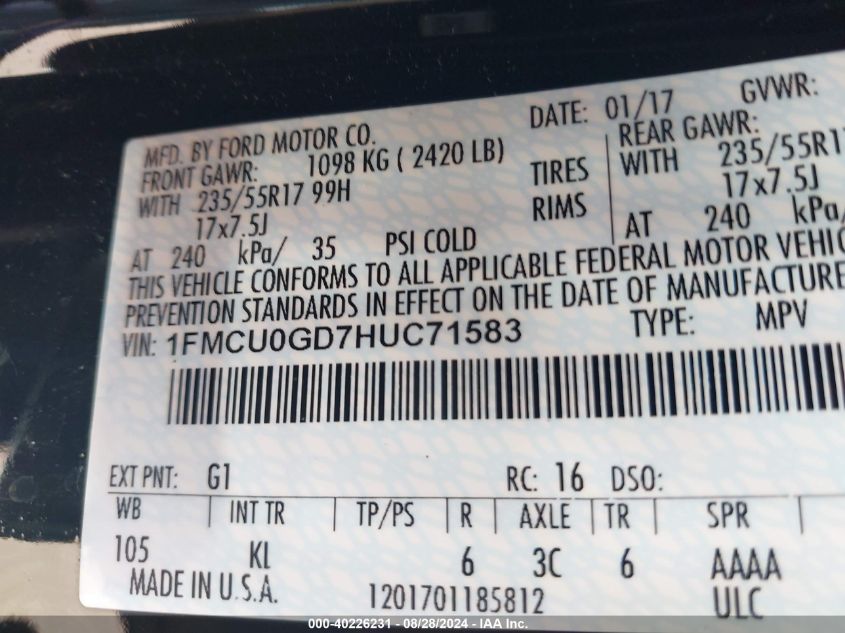 MFD. BY FORD MOTOR CO. DATE: 01/17 GVWR:
FRONT GAWR: 1098 KG ( 2420 LB) REAR GAWR:
WITH 235/55R17 99H TIRES WITH 235/55R17
17x7.5J RIMS 17x7.5J
AT 240 kPa/ 35 PSI COLD AT 240 kPa/
THIS VEHICLE CONFORMS TO ALL APPLICABLE FEDERAL MOTOR VEHIC
PREVENTION STANDARDS IN EFFECT ON THE DATE OF MANUFACTURE
VIN: 1FMCU0GD7HUC71583 TYPE: MPV
EXT PNT: G1 RC: 16 DSO:
WB INT TR TP/PS R AXLE TR SPR
105 KL 6 3C 6 AAAA
MADE IN U.S.A. 1201701185812 ULC
000-40226231 - 08/28/2024 - IAA Inc.